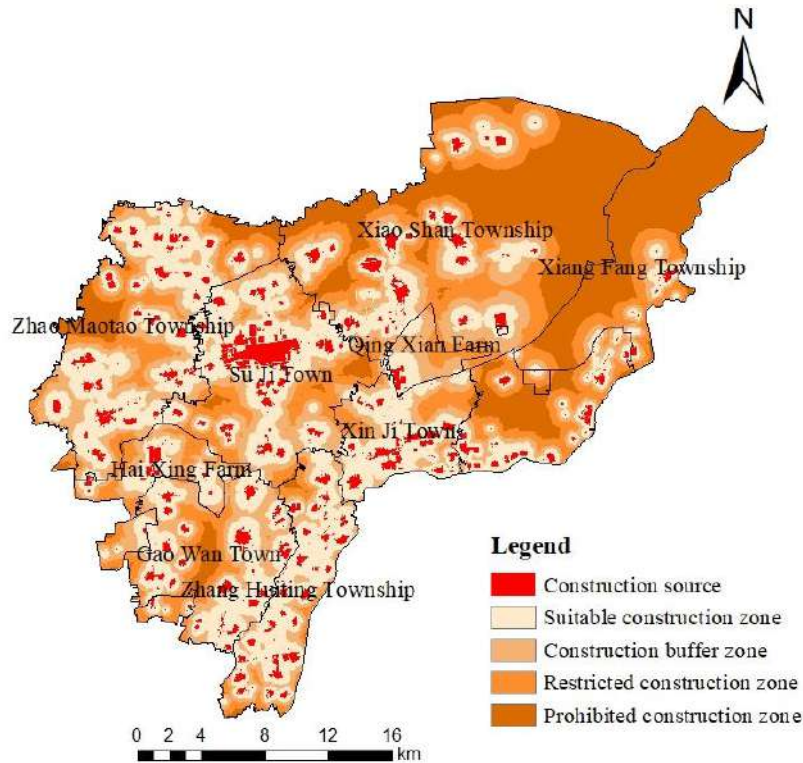 N
Xiao Shan Township
Xiang Fang Township
Zhao Maotao Township
Qing Xian Farm
Su Ji Town
Xin Ji Town
Hai Xing Farm
Gao Wan Town
Zhang Huiting Township
Legend
Construction source
Suitable construction zone
Construction buffer zone
Restricted construction zone
Prohibited construction zone
0 2 4 8 12 16
km